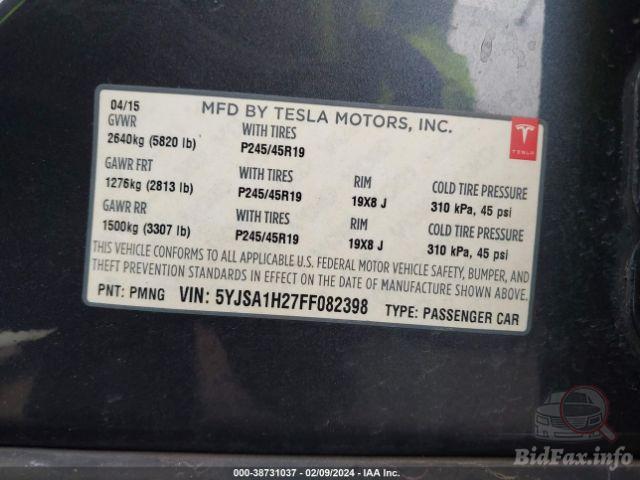 04/15 MFD BY TESLA MOTORS, INC.
GVWR WITH TIRES
2640kg (5820 lb) P245/45R19
TESLA
GAWR FRT WITH TIRES RIM COLD TIRE PRESSURE
1276kg (2813 lb) P245/45R19 19X8 J 310 kPa, 45 psi
GAWR RR WITH TIRES RIM COLD TIRE PRESSURE
1500kg (3307 lb) P245/45R19 19X8 J 310 kPa, 45 psi
THIS VEHICLE CONFORMS TO ALL APPLICABLE U.S. FEDERAL MOTOR VEHICLE SAFETY, BUMPER, AND
THEFT PREVENTION STANDARDS IN EFFECT ON THE DATE OF MANUFACTURE SHOWN ABOVE.
PNT: PMNG VIN: 5YJSA1H27FF082398 TYPE: PASSENGER CAR
BidFax.info
000-38731037 - 02/09/2024 - IAA Inc.